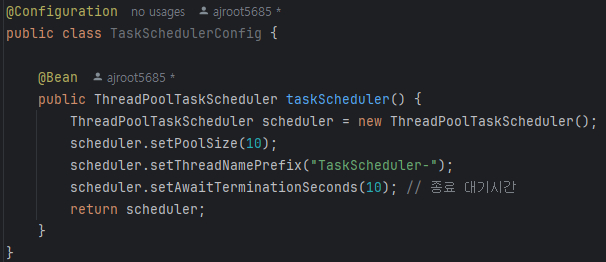 @Configuration no usages ajroot5685 *
public class TaskSchedulerConfig {
@Bean ajroot5685 *
public ThreadPoolTaskScheduler taskScheduler() {
ThreadPoolTaskScheduler scheduler = new ThreadPoolTaskScheduler();
scheduler.setPoolSize(10);
scheduler.setThreadNamePrefix("TaskScheduler-");
scheduler.setAwaitTerminationSeconds(10); // 종료 대기시간
return scheduler;
}
}